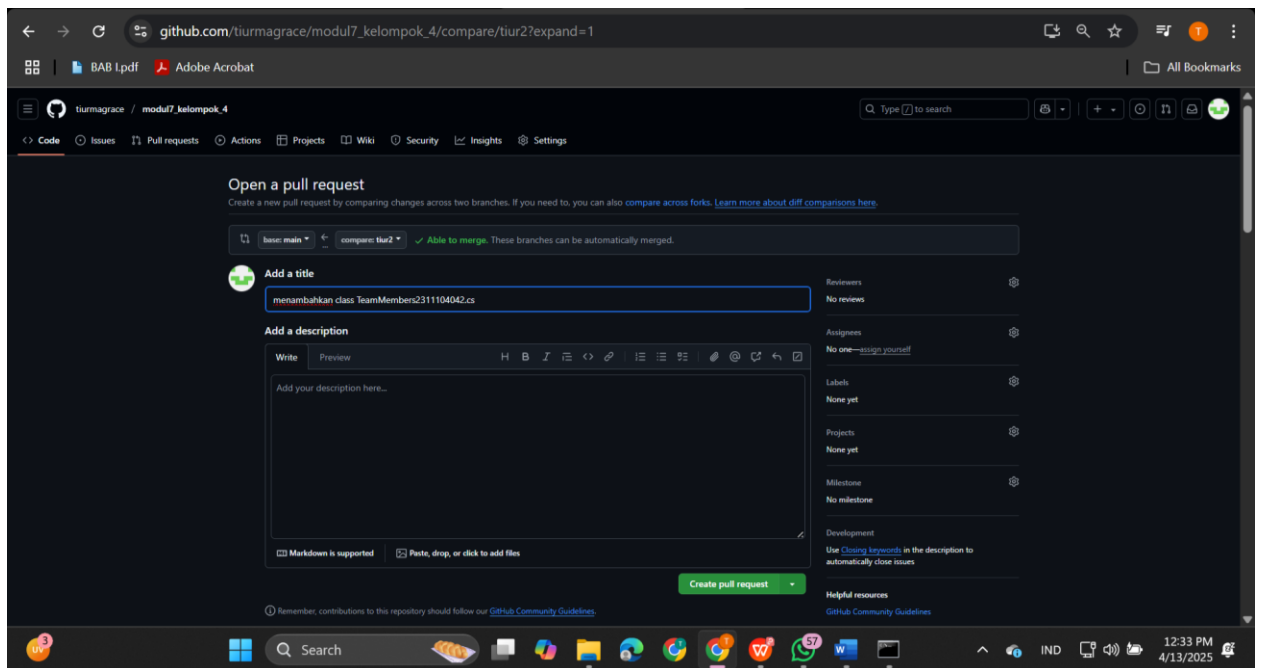 github.com/tiurmagrace/modul7_kelompok_4/compare/tiur2?expand=1
T
BAB I.pdf Adobe Acrobat All Bookmarks
tiurmagrace / modul7_kelompok_4 Type / to search
Code Issues Pull requests Actions Projects Wiki Security Insights Settings
Open a pull request
Create a new pull request by comparing changes across two branches. If you need to, you can also compare across forks. Learn more about diff comparisons here.
base: main compare: tiur2 Able to merge. These branches can be automatically merged.
Add a title
menambahkan class TeamMembers2311104042.cs
Add a description
Write Preview
Add your description here...
Markdown is supported Paste, drop, or click to add files
Create pull request
Remember, contributions to this repository should follow our GitHub Community Guidelines.
Reviewers
No reviews
Assignees
No one—assign yourself
Labels
None yet
Projects
None yet
Milestone
No milestone
Development
Use Closing keywords in the description to
automatically close issues
Helpful resources
GitHub Community Guidelines
3
UV
Search
57
IND
12:33 PM
4/13/2025